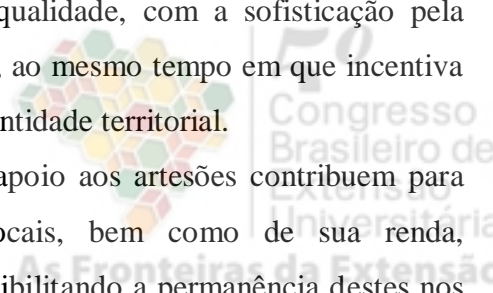 qualidade, com a sofisticação pela
, ao mesmo tempo em que incentiva
ntidade territorial.
apoio aos artesões contribuem para
ocais, bem como de sua renda,
ibilitando a permanência destes nos
5º
Congresso
Brasileiro de
Extensão
Universitária
As Fronteiras da Extensão